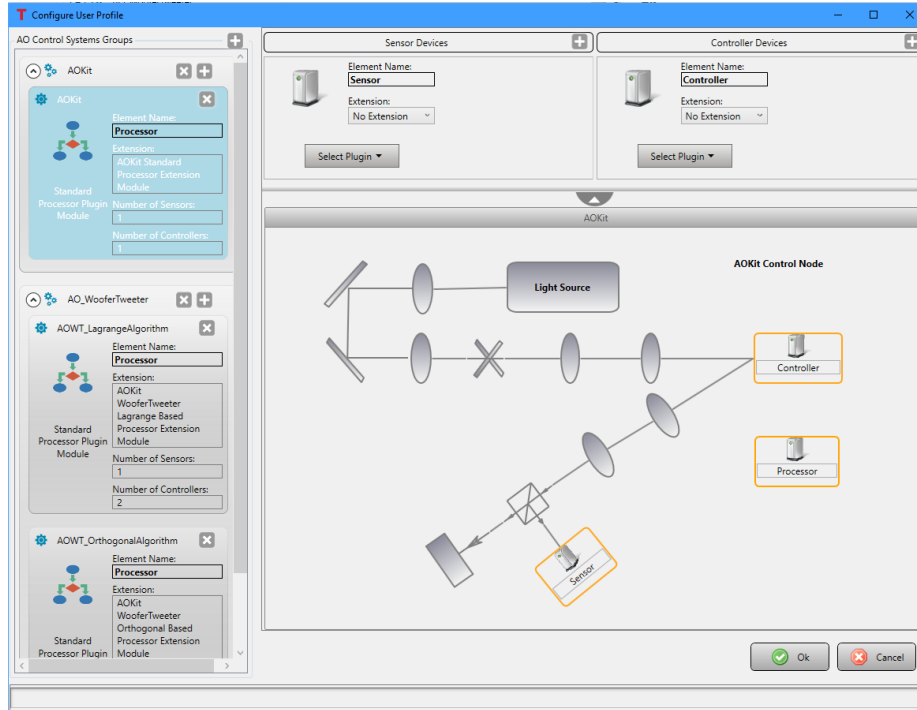 Configure User Profile
AO Control Systems Groups
AOKit
AOKit
Element Name:
Processor
Extension:
AOKit Standard
Processor Extension
Module
Standard
Processor Plugin
Module
Number of Sensors:
1
Number of Controllers:
1
AO_WooferTweeter
AOWT_LagrangeAlgorithm
Element Name:
Processor
Extension:
AOKit
WooferTweeter
Lagrange Based
Processor Extension
Module
Standard
Processor Plugin
Module
Number of Sensors:
1
Number of Controllers:
2
AOWT_OrthogonalAlgorithm
Element Name:
Processor
Extension:
AOKit
WooferTweeter
Orthogonal Based
Processor Extension
Module
Standard
Processor Plugin
Sensor Devices
Element Name:
Sensor
Extension:
No Extension
Select Plugin
Controller Devices
Element Name:
Controller
Extension:
No Extension
Select Plugin
AOKit
AOKit Control Node
Light Source
Controller
Processor
Sensor
Ok
Cancel